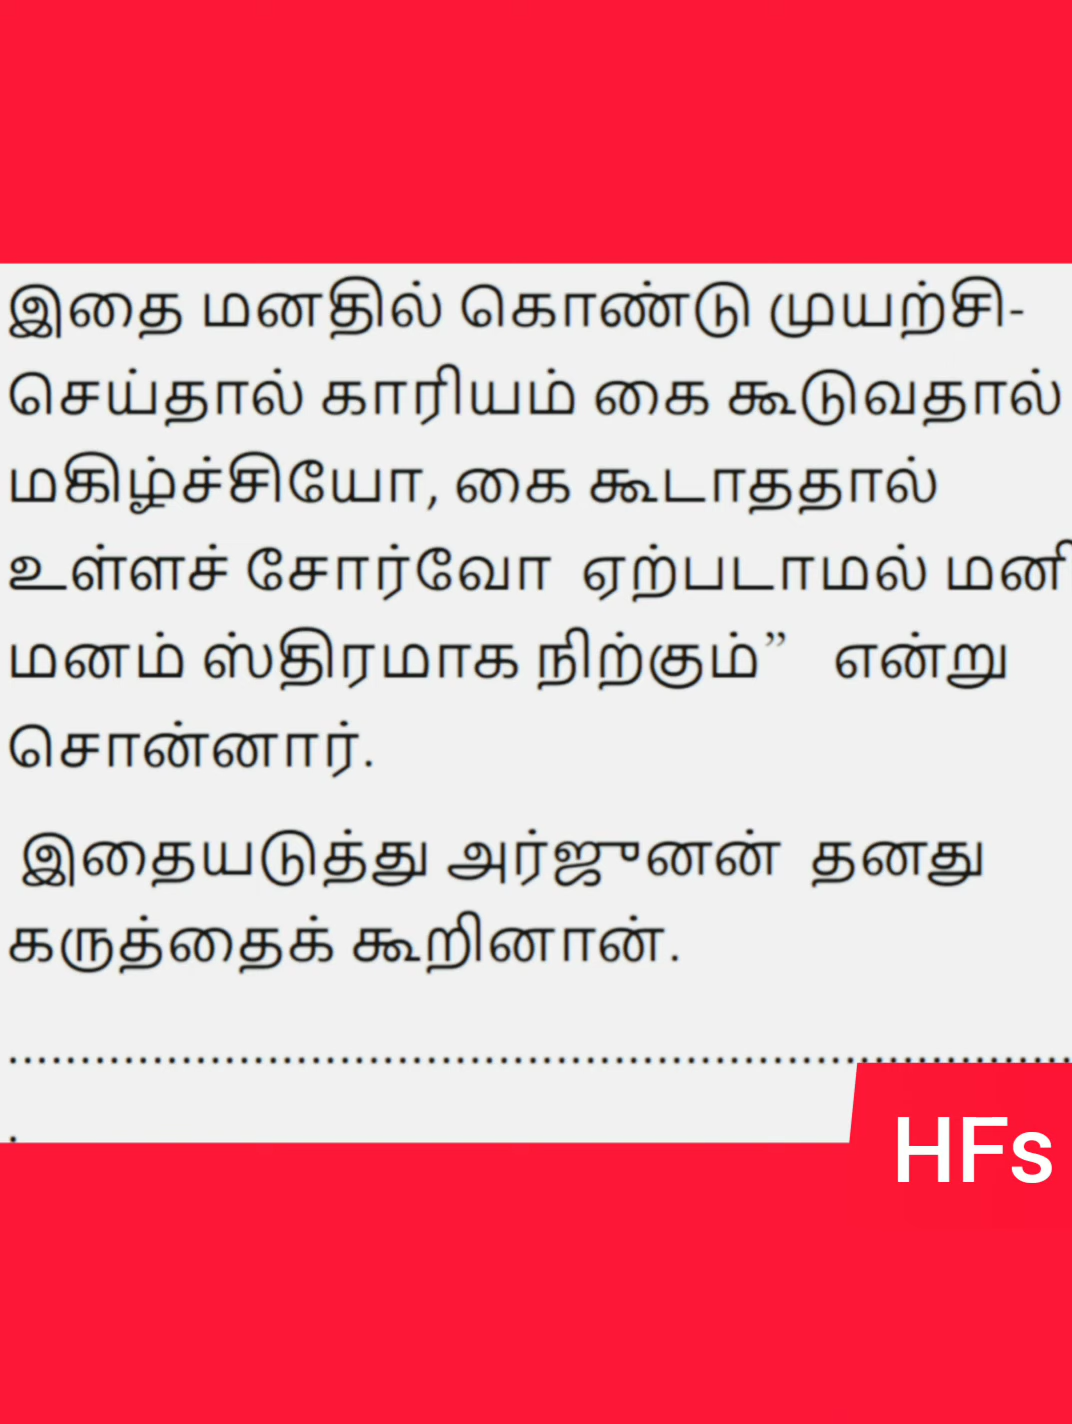 இதை மனதில் கொண்டு முயற்சி-
செய்தால் காரியம் கை கூடுவதால்
மகிழ்ச்சியோ, கை கூடாததால்
உள்ளச் சோர்வோ ஏற்படாமல்
மனம் ஸ்திரமாக நிற்கும்” என்று
சொன்னார்.
இதையடுத்து அர்ஜுனன் தனது
கருத்தைக் கூறினான்.
..........................................................................
.
HFs